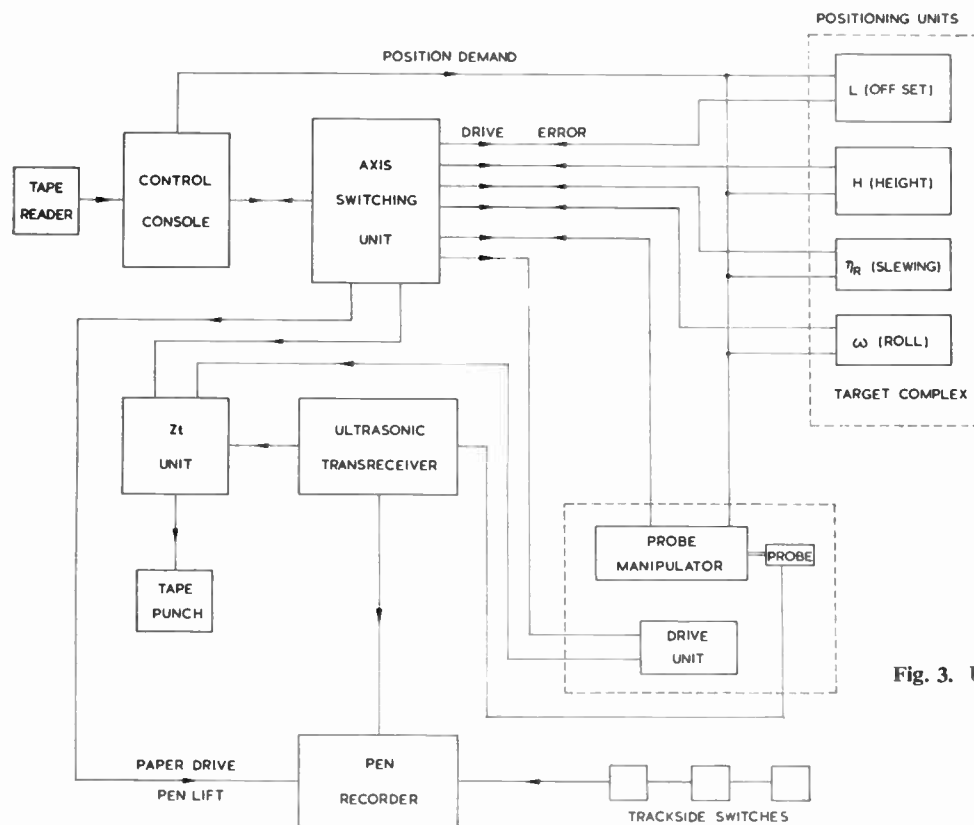 POSITIONING UNITS
POSITION DEMAND
L (OFF SET)
DRIVE
ERROR
TAPE
READER
CONTROL
CONSOLE
AXIS
SWITCHING
UNIT
H (HEIGHT)
ηR (SLEWING)
ω (ROLL)
TARGET COMPLEX
Zt
UNIT
ULTRASONIC
TRANSRECEIVER
TAPE
PUNCH
PROBE
MANIPULATOR
PROBE
DRIVE
UNIT
Fig. 3. U
PAPER DRIVE
PEN LIFT
PEN
RECORDER
TRACKSIDE SWITCHES